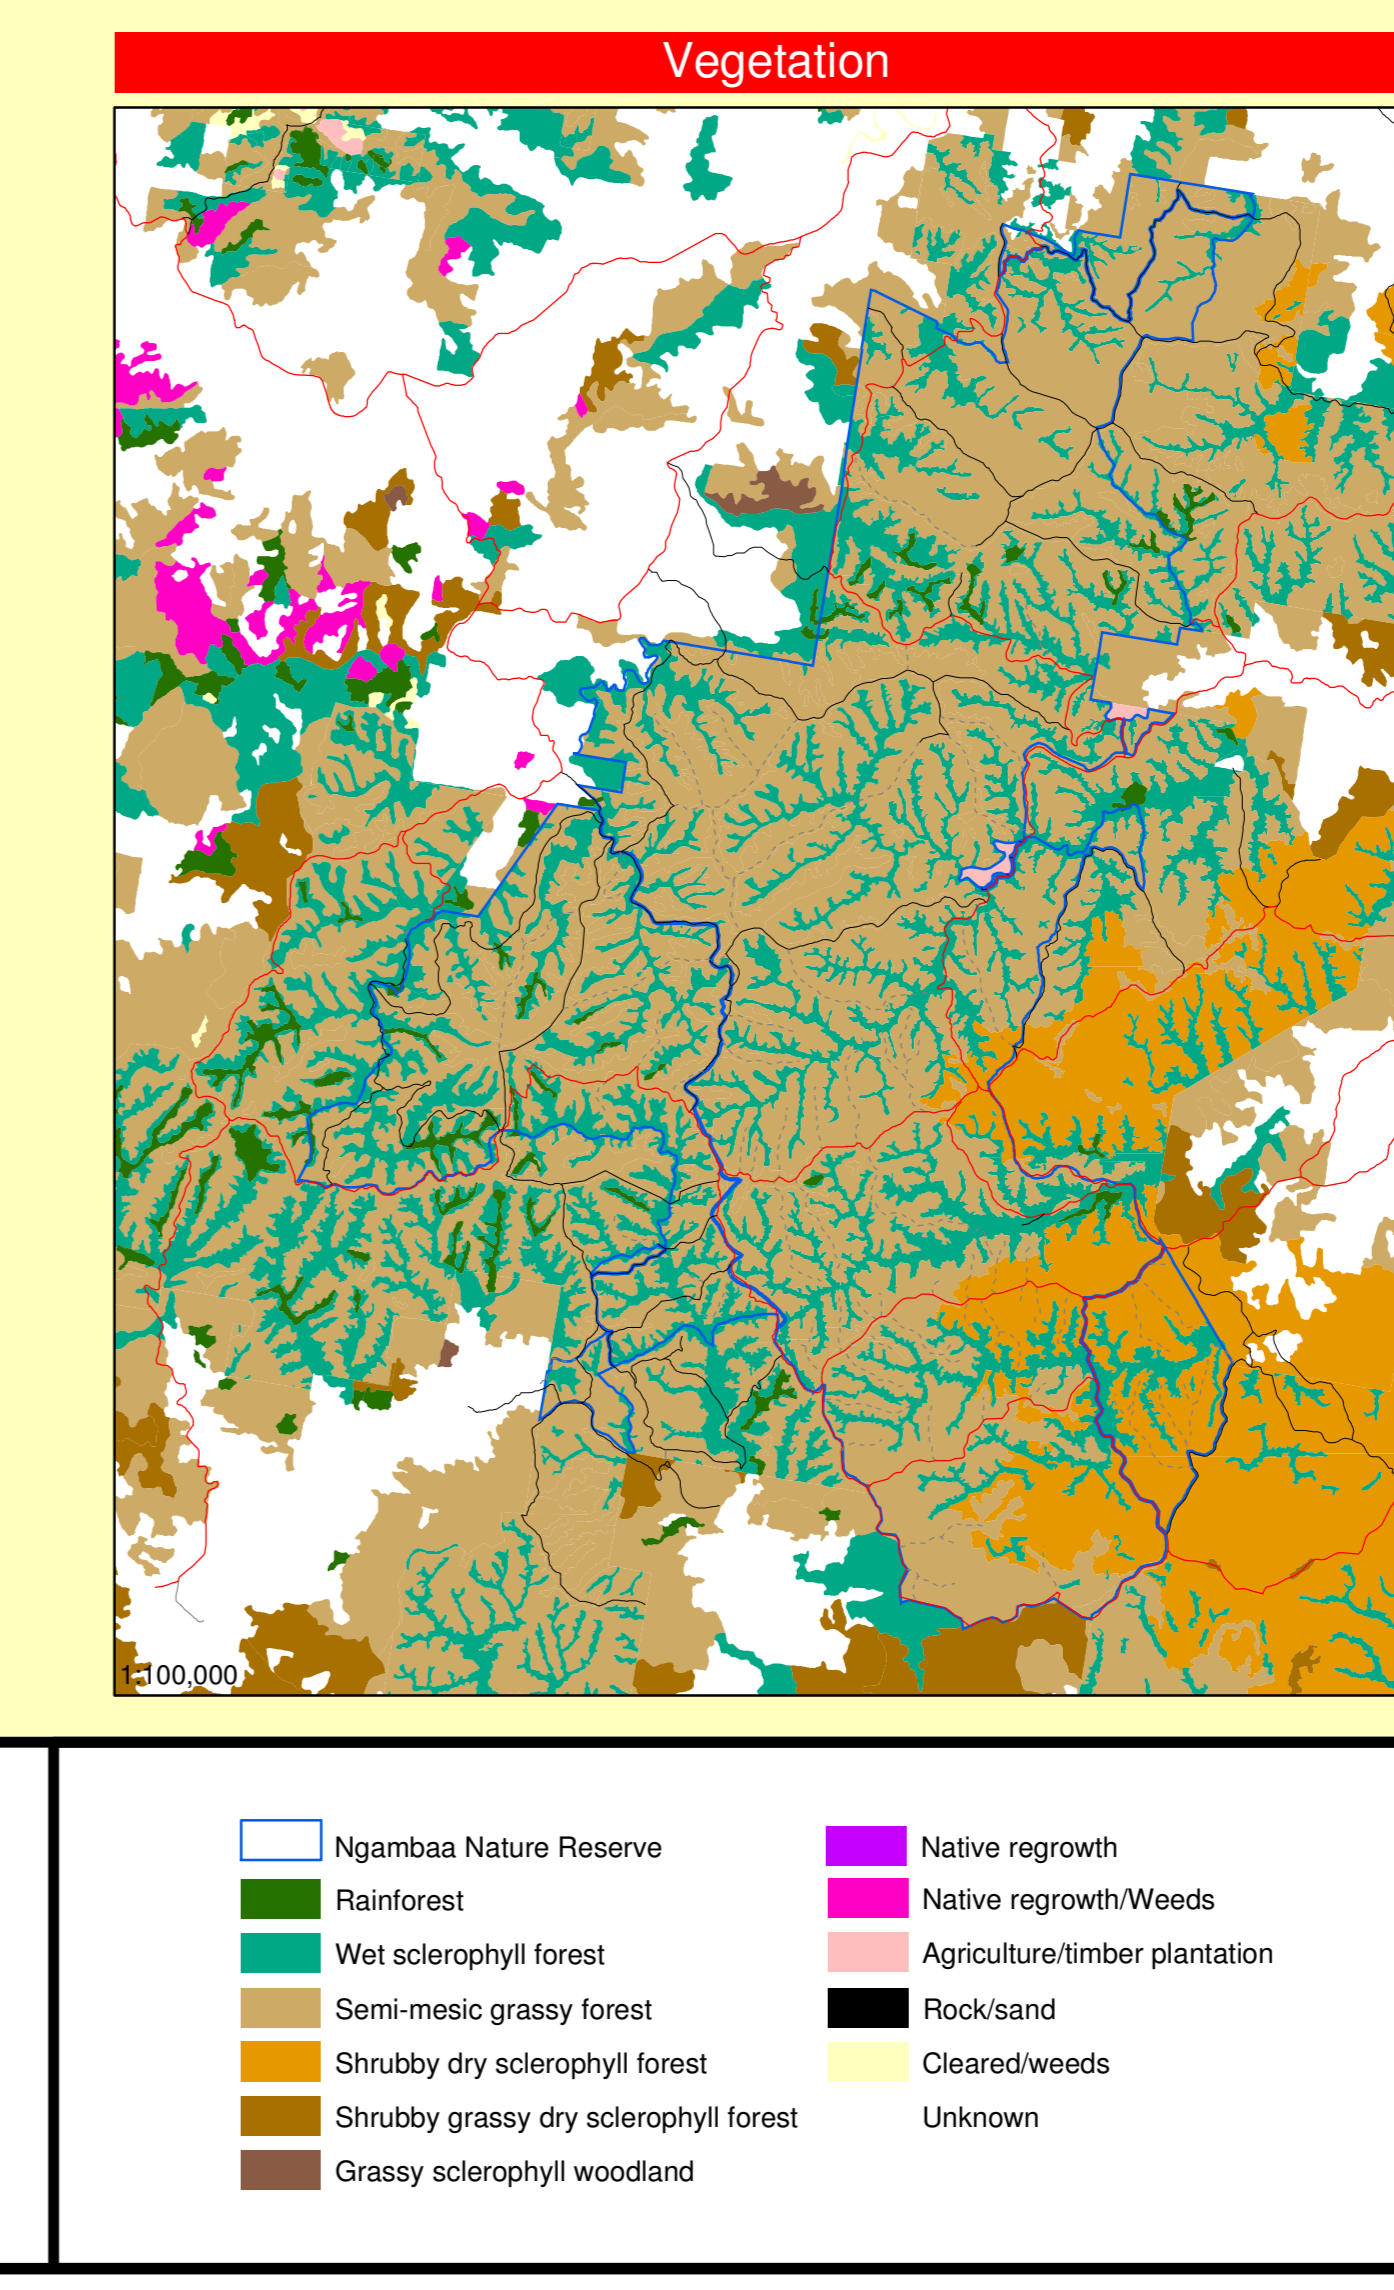 Vegetation
1:100,000
Ngambaa Nature Reserve
Rainforest
Wet sclerophyll forest
Semi-mesic grassy forest
Shrubby dry sclerophyll forest
Shrubby grassy dry sclerophyll forest
Grassy sclerophyll woodland
Native regrowth
Native regrowth/Weeds
Agriculture/timber plantation
Rock/sand
Cleared/weeds
Unknown